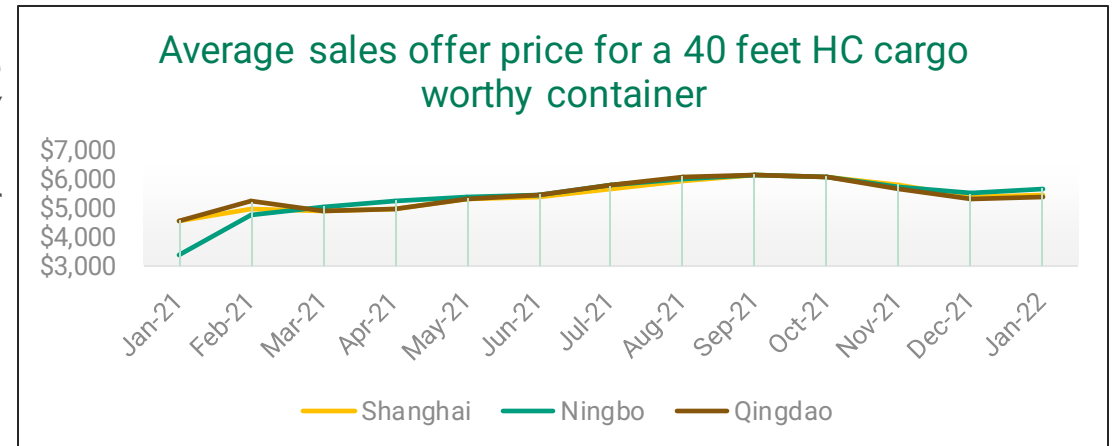 Average sales offer price for a 40 feet HC cargo
worthy container
$7,000
$6,000
$5,000
$4,000
$3,000
Jan-21
Feb-21
Mar-21
Apr-21
May-21
Jun-21
Jul-21
Aug-21
Sep-21
Oct-21
Nov-21
Dec-21
Jan-22
Shanghai
Ningbo
Qingdao